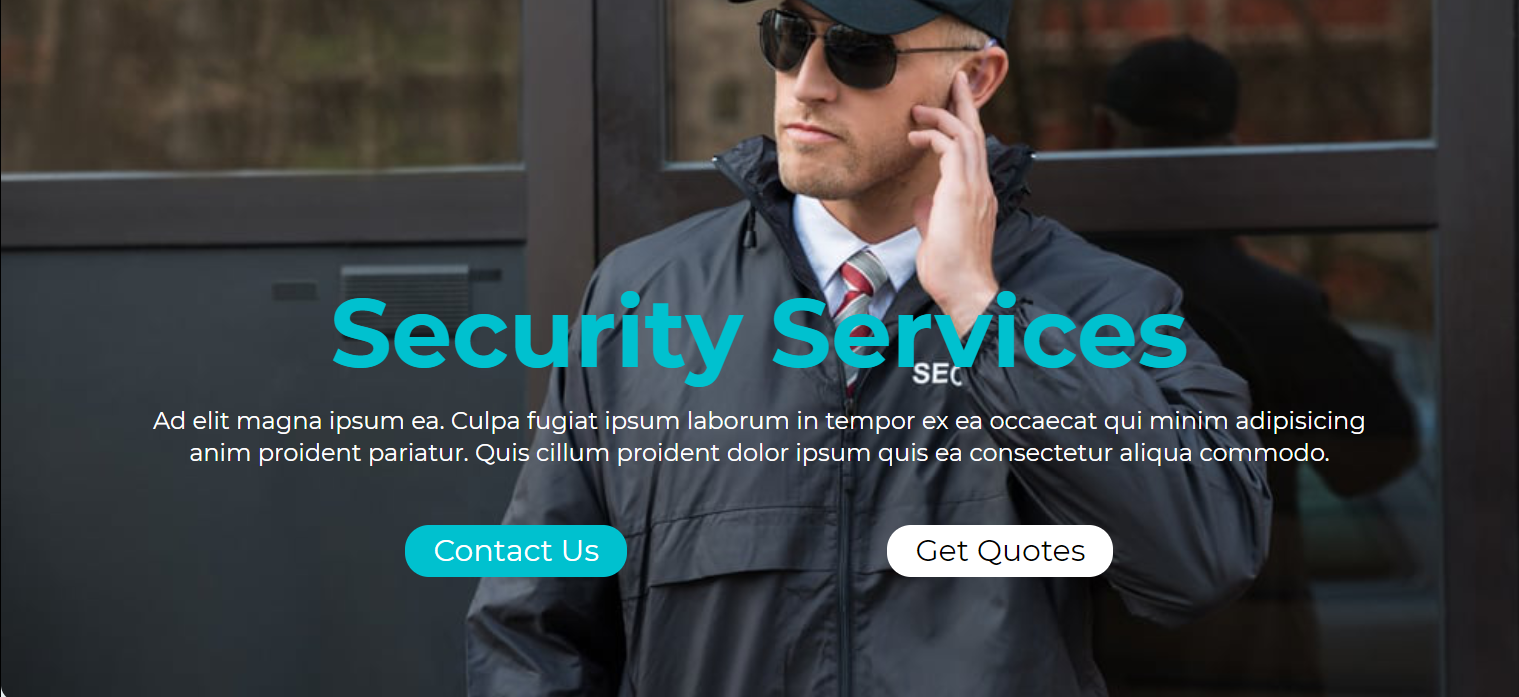 Security Services
SEC
Ad elit magna ipsum ea. Culpa fugiat ipsum laborum in tempor ex ea occaecat qui minim adipisicing
anim proident pariatur. Quis cillum proident dolor ipsum quis ea consectetur aliqua commodo.
Contact Us
Get Quotes